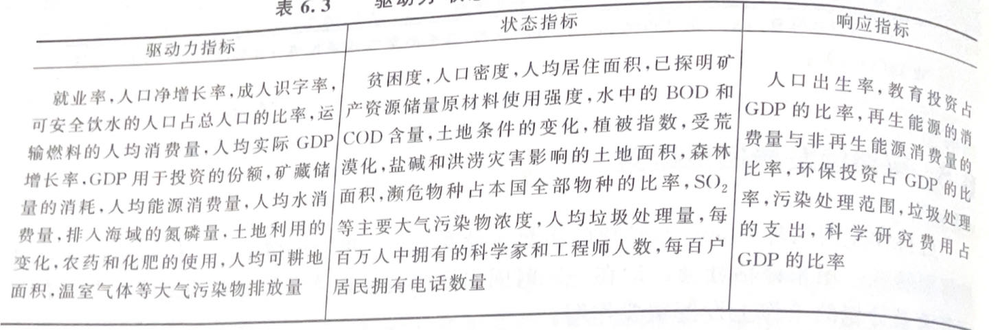 表 6.3 驱动力
驱动力指标
状态指标
响应指标
就业率,人口净增长率,成人识字率,
可安全饮水的人口占总人口的比率,运
输燃料的人均消费量,人均实际 GDP
增长率,GDP 用于投资的份额,矿藏储
量的消耗,人均能源消费量,人均水消
费量,排入海域的氮磷量,土地利用的
变化,农药和化肥的使用,人均可耕地
面积,温室气体等大气污染物排放量
贫困度,人口密度,人均居住面积,已探明矿
产资源储量原材料使用强度,水中的 BOD 和
COD 含量,土地条件的变化,植被指数,受荒
漠化,盐碱和洪涝灾害影响的土地面积,森林
面积,濒危物种占本国全部物种的比率,SO₂
等主要大气污染物浓度,人均垃圾处理量,每
百万人中拥有的科学家和工程师人数,每百户
居民拥有电话数量
人口出生率,教育投资占
GDP 的比率,再生能源的消
费量与非再生能源消费量的
比率,环保投资占 GDP 的比
率,污染处理范围,垃圾处理
的支出,科学研究费用占
GDP 的比率